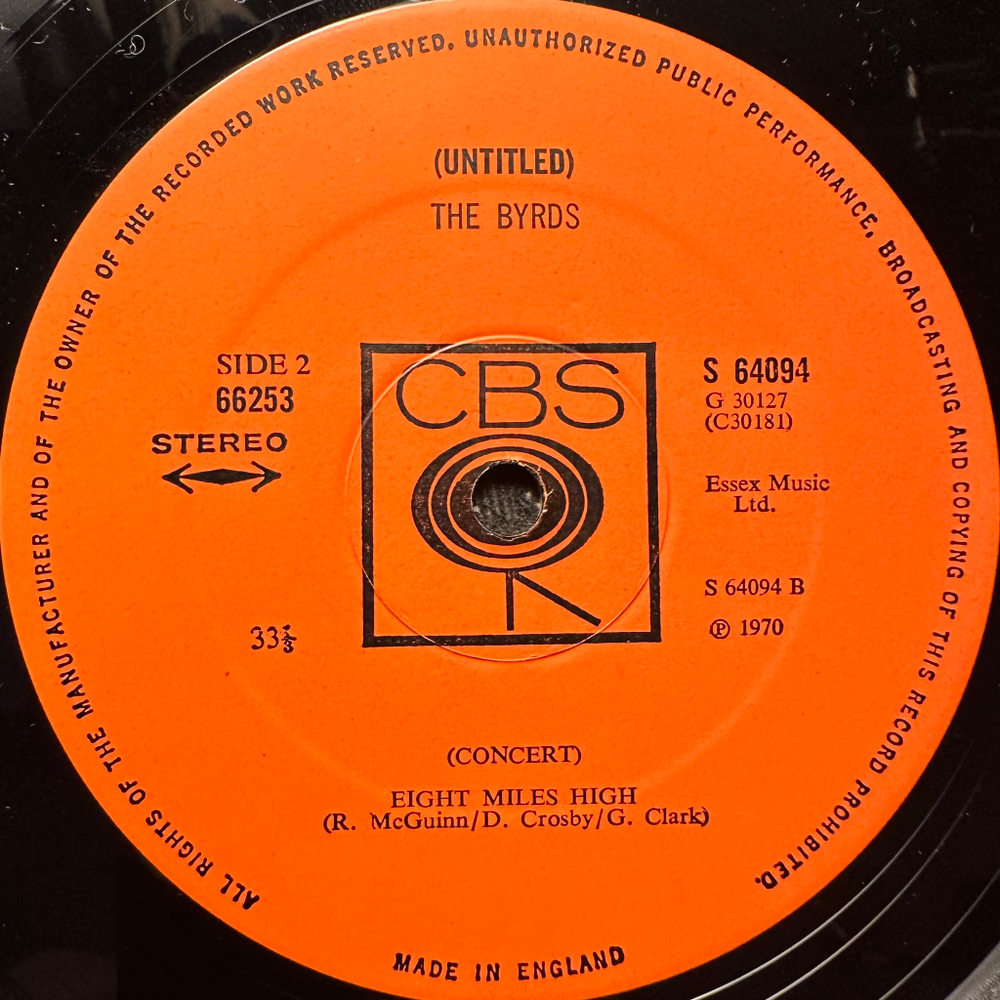 ALL RIGHTS OF THE MANUFACTURER AND OF THE OWNER OF THE RECORDED WORK RESERVED. UNAUTHORIZED PUBLIC PERFORMANCE, BROADCASTING AND COPYING OF THIS RECORD PROHIBITED.
(UNTITLED)
THE BYRDS
SIDE 2
66253
STEREO
CBS
S 64094
G 30127
(C30181)
Essex Music
Ltd.
S 64094 B
℗ 1970
33⅓
(CONCERT)
EIGHT MILES HIGH
(R. McGuinn/D. Crosby/G. Clark)
MADE IN ENGLAND